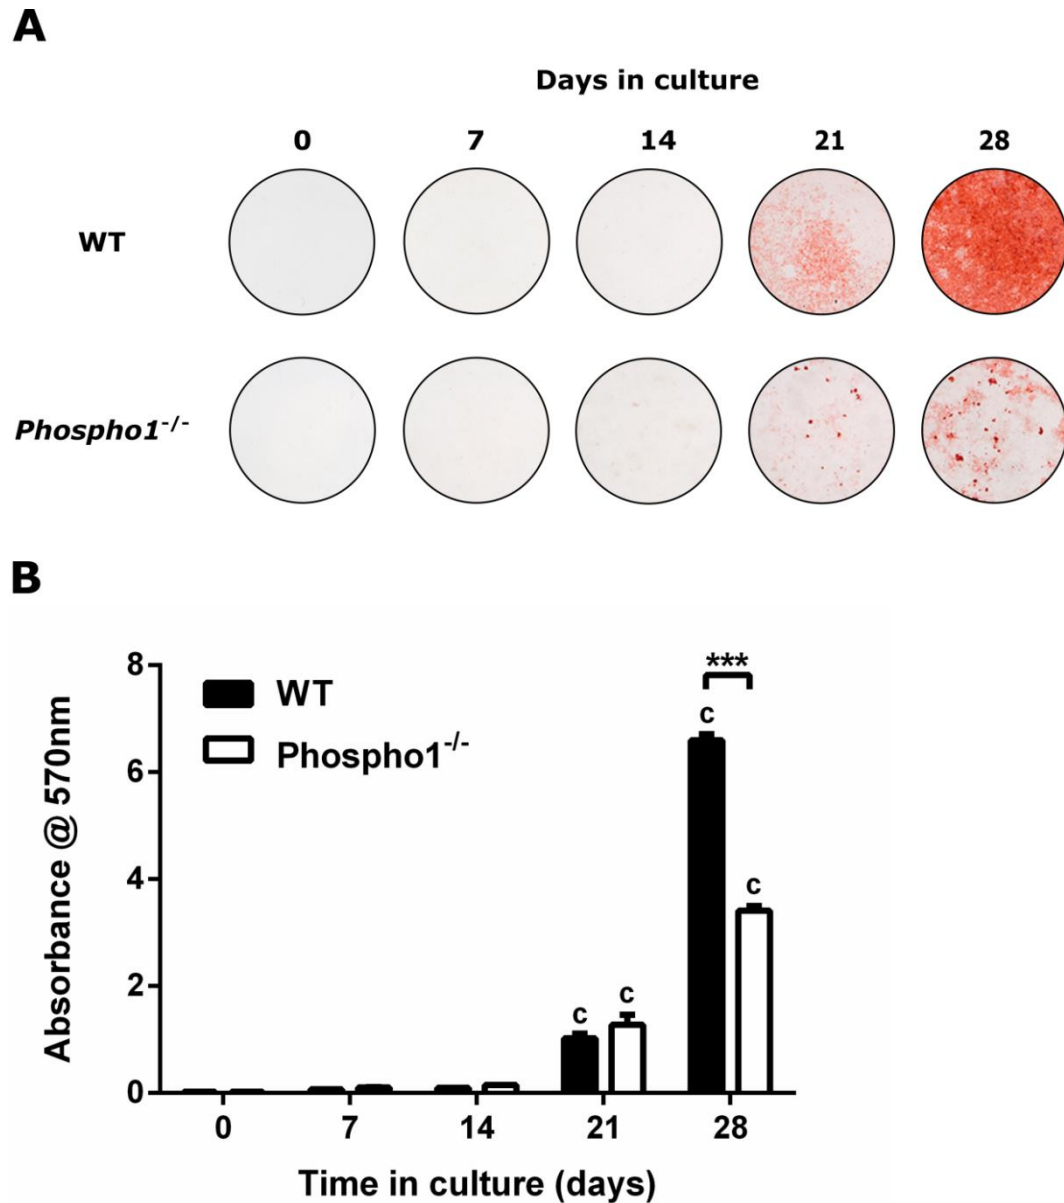 A
Days in culture
0 7 14 21 28
WT
Phospho1-/-
B
8
6
4
2
0
Absorbance @ 570nm
WT
Phospho1-/-
***
c
c
c
c
0 7 14 21 28
Time in culture (days)